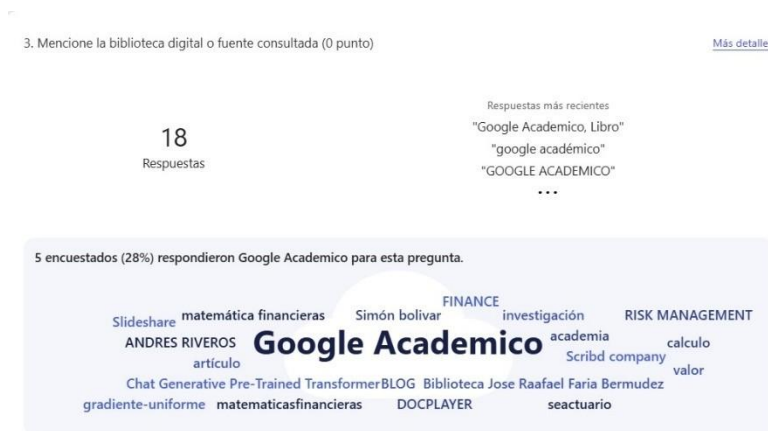 3. Mencione la biblioteca digital o fuente consultada (0 punto)
Más detalle
18
Respuestas
Respuestas más recientes
"Google Academico, Libro"
"google académico"
"GOOGLE ACADEMICO"
...
5 encuestados (28%) respondieron Google Academico para esta pregunta.
FINANCE
Slideshare matemática financieras Simón bolivar investigación RISK MANAGEMENT
ANDRES RIVEROS Google Academico academia calculo
artículo Scribd company valor
Chat Generative Pre-Trained Transformer BLOG Biblioteca Jose Raafael Faria Bermudez
gradiente-uniforme matematicasfinancieras DOCPLAYER seactuario